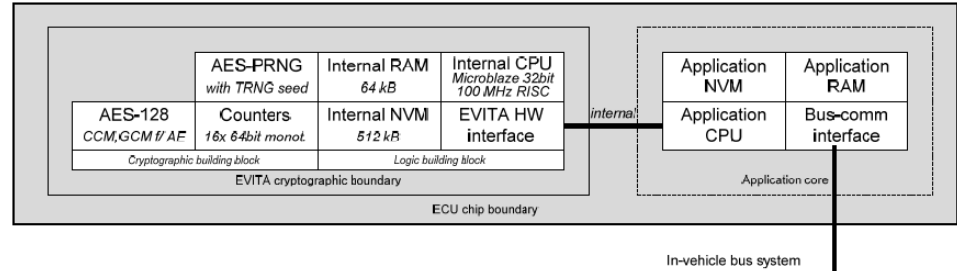 AES-PRNG
with TRNG seed
Internal RAM
64 kB
Internal CPU
Microblaze 32bit
100 MHz RISC
AES-128
CCM,GCM f/ AE
Counters
16x 64bit monot.
Internal NVM
512 kB
EVITA HW
interface
Cryptographic building block
Logic building block
EVITA cryptographic boundary
internal
Application
NVM
Application
RAM
Application
CPU
Bus-comm
interface
Application core
ECU chip boundary
In-vehicle bus system